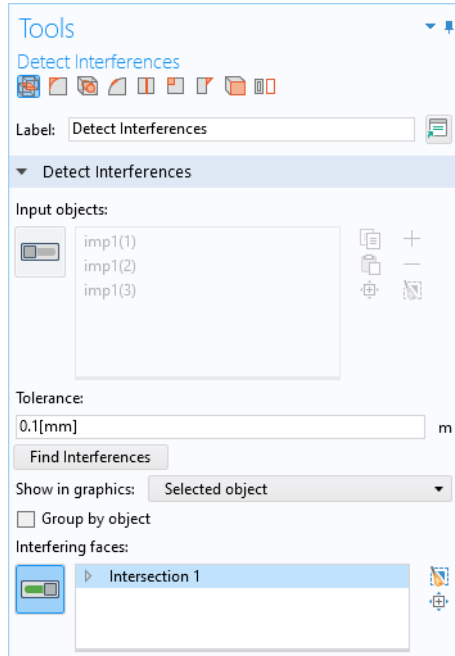 Tools
Detect Interferences
Label: Detect Interferences
Detect Interferences
Input objects:
imp1(1)
imp1(2)
imp1(3)
Tolerance:
0.1[mm] m
Find Interferences
Show in graphics: Selected object
Group by object
Interfering faces:
Intersection 1